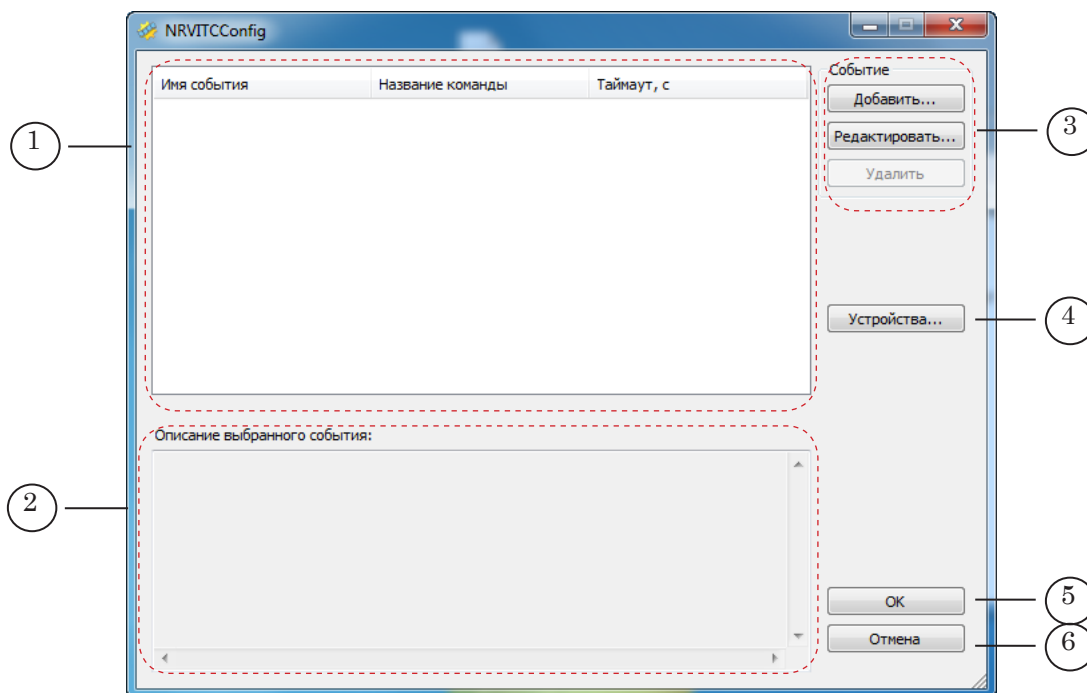 NRVITCConfig
Имя события Название команды Таймаут, с
Событие
Добавить...
Редактировать...
Удалить
1
3
Устройства...
4
Описание выбранного события:
2
OK
5
Отмена
6